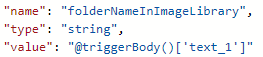 "name": "folderNameInImageLibrary",
"type": "string",
"value": "@triggerBody()['text_1']"